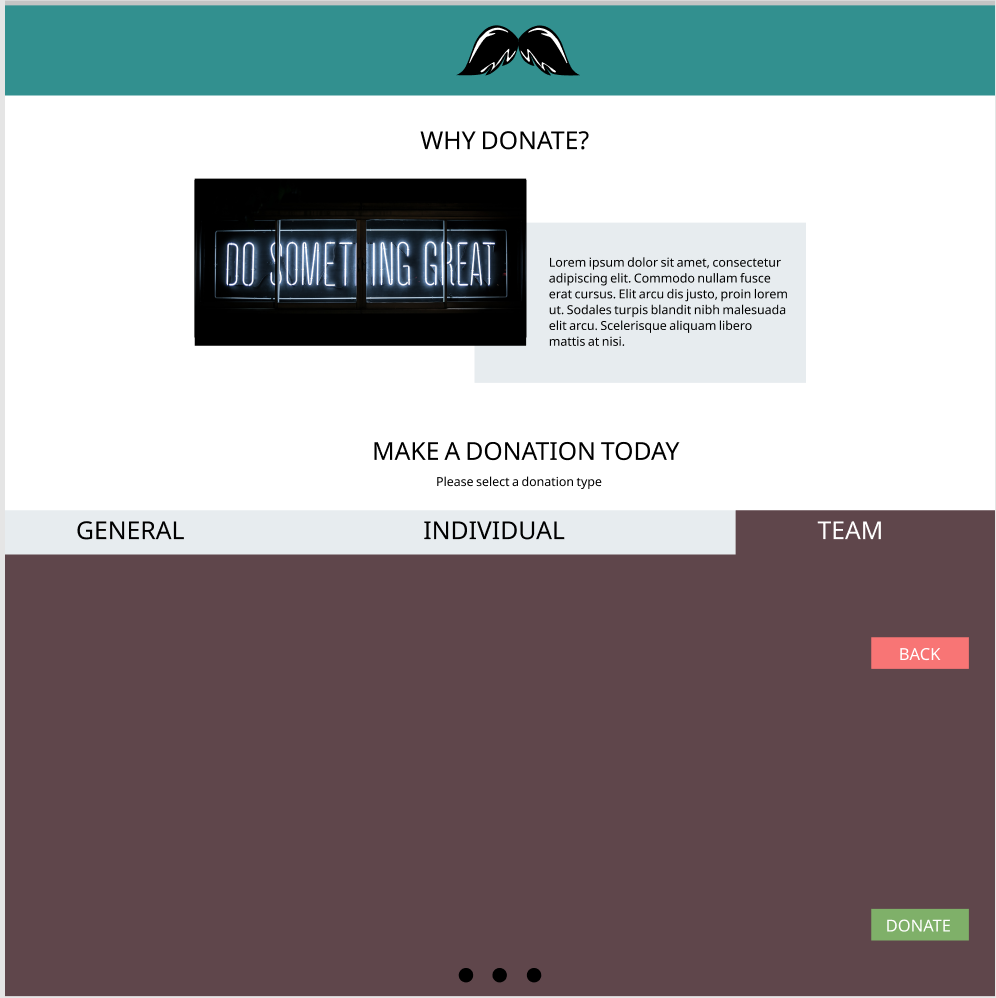 WHY DONATE?
DO SOMETHING GREAT
Lorem ipsum dolor sit amet, consectetur
adipiscing elit. Commodo nullam fusce
erat cursus. Elit arcu dis justo, proin lorem
ut. Sodales turpis blandit nibh malesuada
elit arcu. Scelerisque aliquam libero
mattis at nisi.
MAKE A DONATION TODAY
Please select a donation type
GENERAL
INDIVIDUAL
TEAM
BACK
DONATE